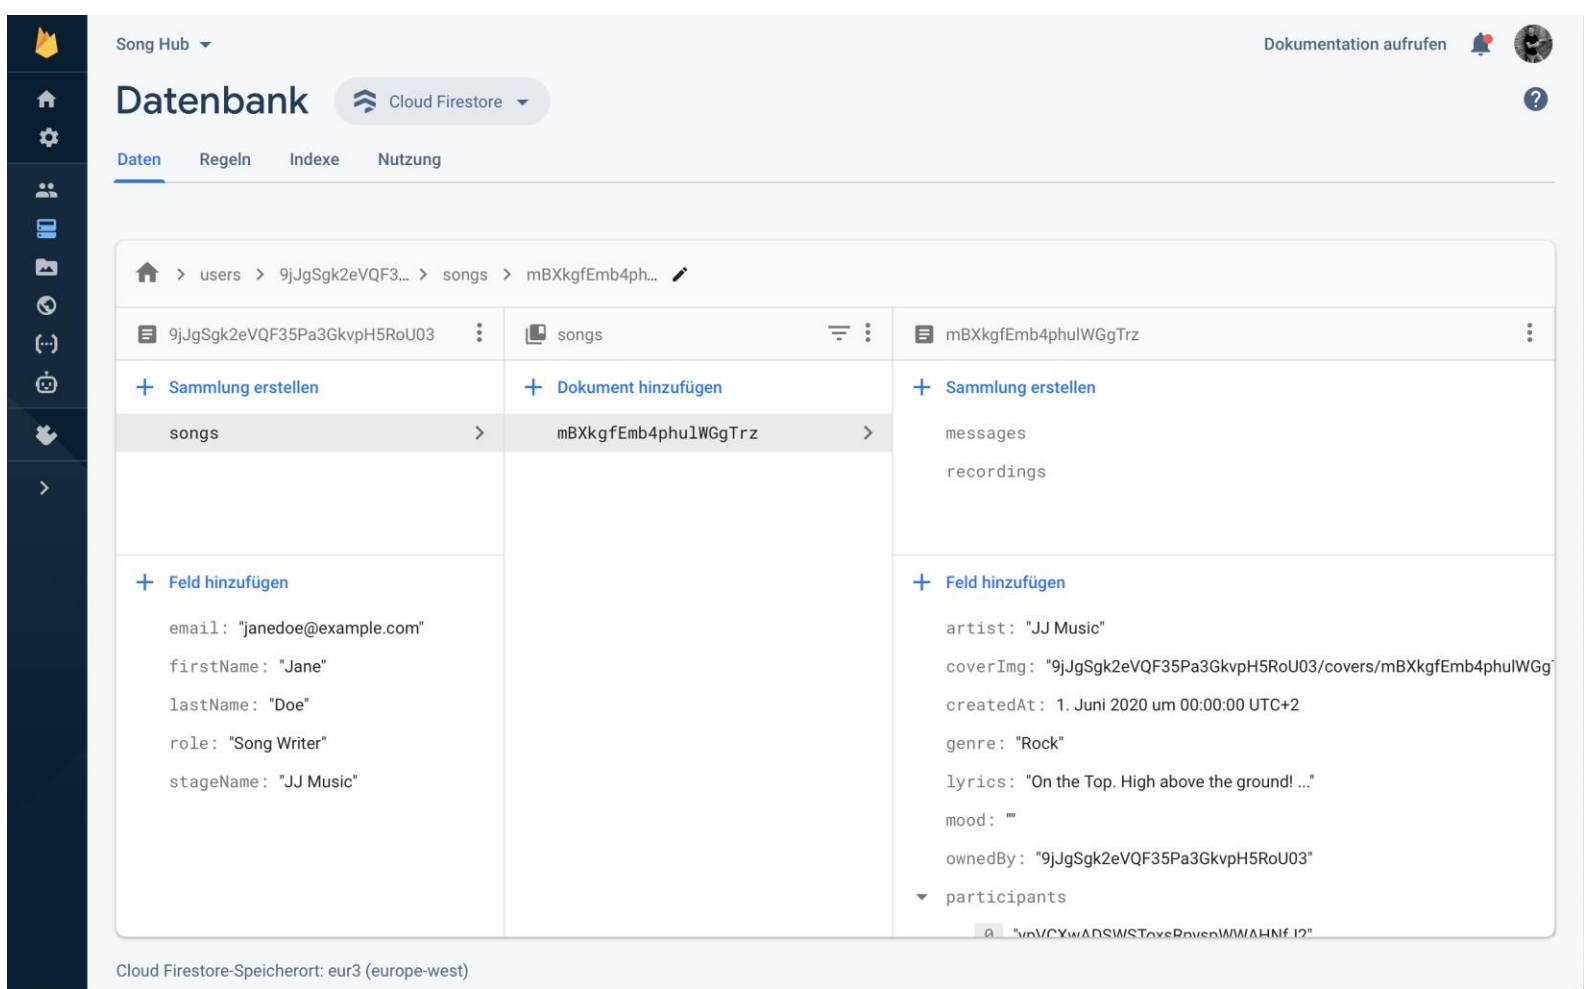 Song Hub
Dokumentation aufrufen
Datenbank
Cloud Firestore
Daten Regeln Indexe Nutzung
users 9jJgSgk2eVQF3... songs mBXkgfEmb4ph...
9jJgSgk2eVQF35Pa3GkvpH5RoU03
Sammlung erstellen
songs
Feld hinzufügen
email: "janedoe@example.com"
firstName: "Jane"
lastName: "Doe"
role: "Song Writer"
stageName: "JJ Music"
songs
Dokument hinzufügen
mBXkgfEmb4phulWGgTrz
mBXkgfEmb4phulWGgTrz
Sammlung erstellen
messages
recordings
Feld hinzufügen
artist: "JJ Music"
coverImg: "9jJgSgk2eVQF35Pa3GkvpH5RoU03/covers/mBXkgfEmb4phulWGg
createdAt: 1. Juni 2020 um 00:00:00 UTC+2
genre: "Rock"
lyrics: "On the Top. High above the ground! ..."
mood: ""
ownedBy: "9jJgSgk2eVQF35Pa3GkvpH5RoU03"
participants
0
Cloud Firestore-Speicherort: eur3 (europe-west)